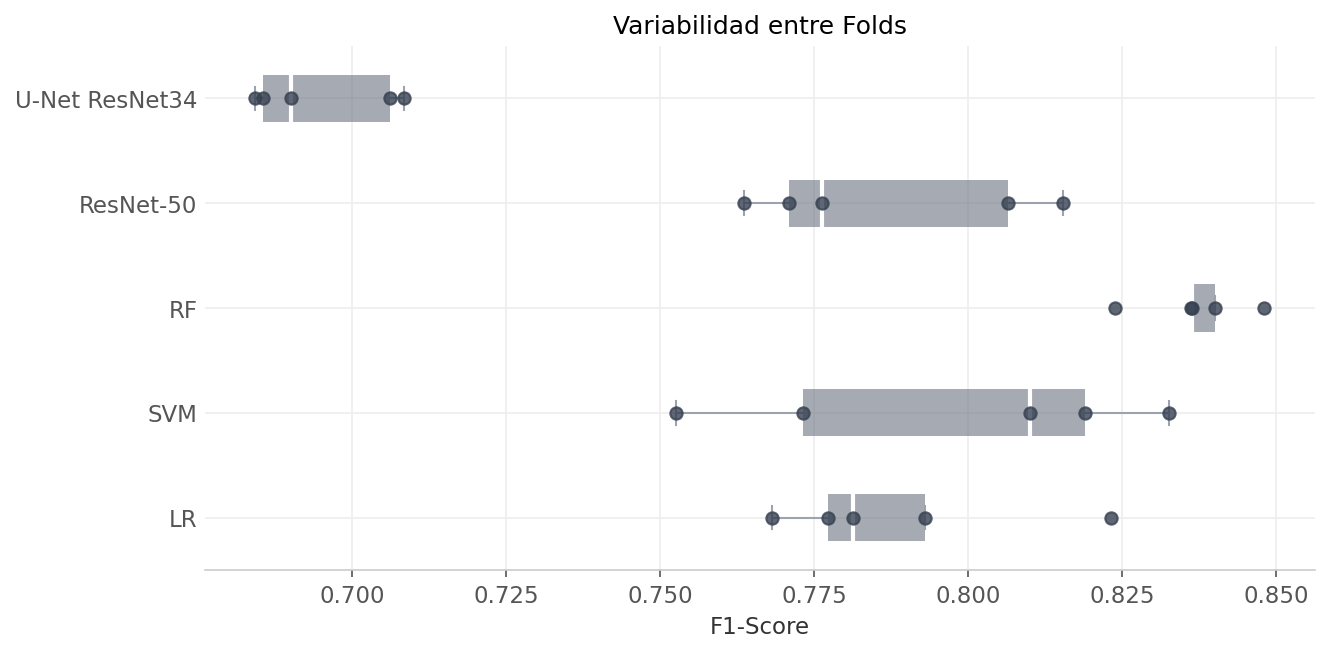 Variabilidad entre Folds
U-Net ResNet34
ResNet-50
RF
SVM
LR
0.700 0.725 0.750 0.775 0.800 0.825 0.850
F1-Score